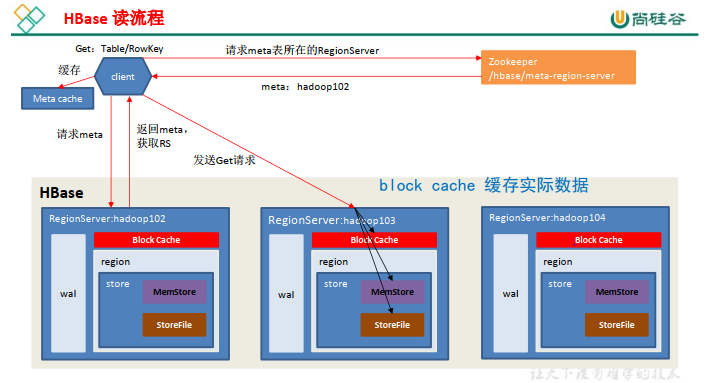 HBase 读流程
尚硅谷
Get：Table/RowKey
请求meta表所在的RegionServer
Zookeeper
/hbase/meta-region-server
缓存
client
meta：hadoop102
Meta cache
请求meta
返回meta，
获取RS
发送Get请求
block cache 缓存实际数据
HBase
RegionServer:hadoop102
Block Cache
region
store
wal
MemStore
StoreFile
RegionServer:hadoop103
Block Cache
region
store
wal
MemStore
StoreFile
RegionServer:hadoop104
Block Cache
region
store
wal
MemStore
StoreFile
让天下没有难学的技术